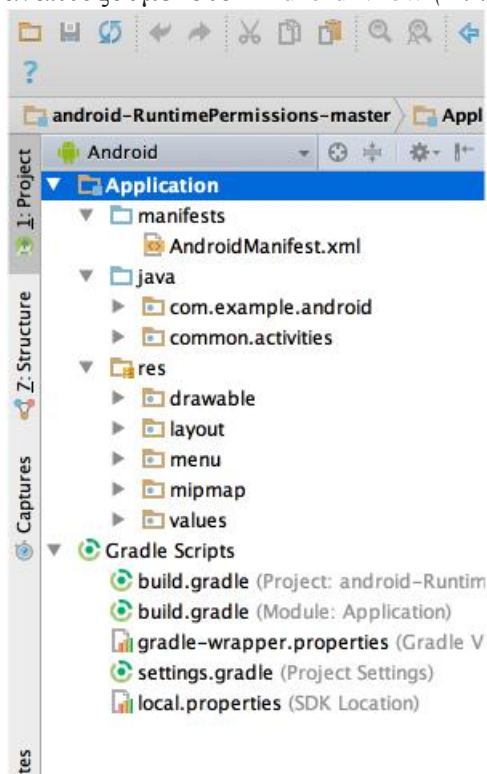 ?
android-RuntimePermissions-master Appl
Android
1: Project
Application
manifests
AndroidManifest.xml
java
com.example.android
common.activities
res
drawable
layout
menu
mipmap
values
Gradle Scripts
build.gradle (Project: android-Runtim
build.gradle (Module: Application)
gradle-wrapper.properties (Gradle V
settings.gradle (Project Settings)
local.properties (SDK Location)
Z: Structure
Captures
tes